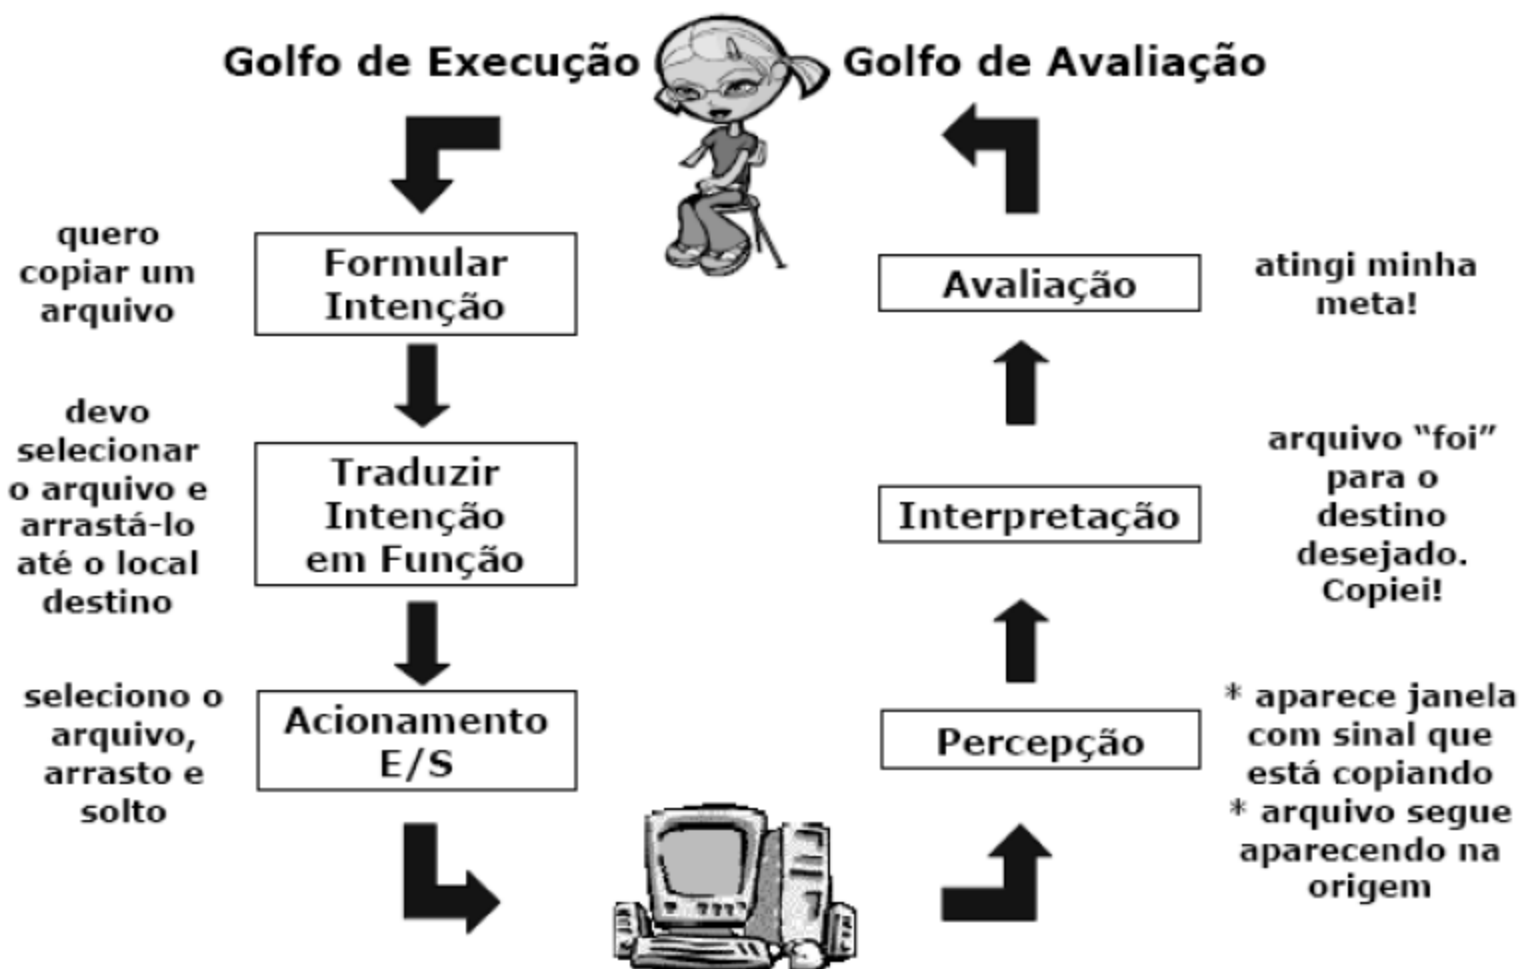 Golfo de Execução
Golfo de Avaliação
quero
copiar um
arquivo
Formular
Intenção
devo
selecionar
o arquivo e
arrastá-lo
até o local
destino
Traduzir
Intenção
em Função
seleciono o
arquivo,
arrasto e
solto
Acionamento
E/S
Avaliação
atingi minha
meta!
Interpretação
arquivo “foi”
para o
destino
desejado.
Copiei!
Percepção
* aparece janela
com sinal que
está copiando
* arquivo segue
aparecendo na
origem